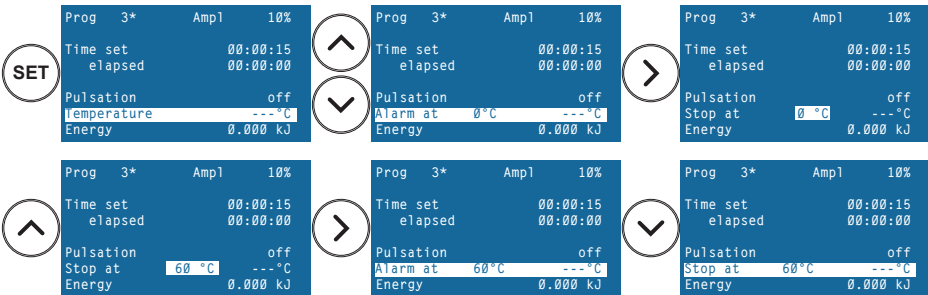 SET
Prog 3* Ampl 10%
Time set 00:00:15
elapsed 00:00:00
Pulsation off
Temperature ---°C
Energy 0.000 kJ
Prog 3* Ampl 10%
Time set 00:00:15
elapsed 00:00:00
Pulsation off
Alarm at 0°C ---°C
Energy 0.000 kJ
Prog 3* Ampl 10%
Time set 00:00:15
elapsed 00:00:00
Pulsation off
Stop at 0 °C ---°C
Energy 0.000 kJ
Prog 3* Ampl 10%
Time set 00:00:15
elapsed 00:00:00
Pulsation off
Stop at 60 °C ---°C
Energy 0.000 kJ
Prog 3* Ampl 10%
Time set 00:00:15
elapsed 00:00:00
Pulsation off
Alarm at 60°C ---°C
Energy 0.000 kJ
Prog 3* Ampl 10%
Time set 00:00:15
elapsed 00:00:00
Pulsation off
Stop at 60°C ---°C
Energy 0.000 kJ